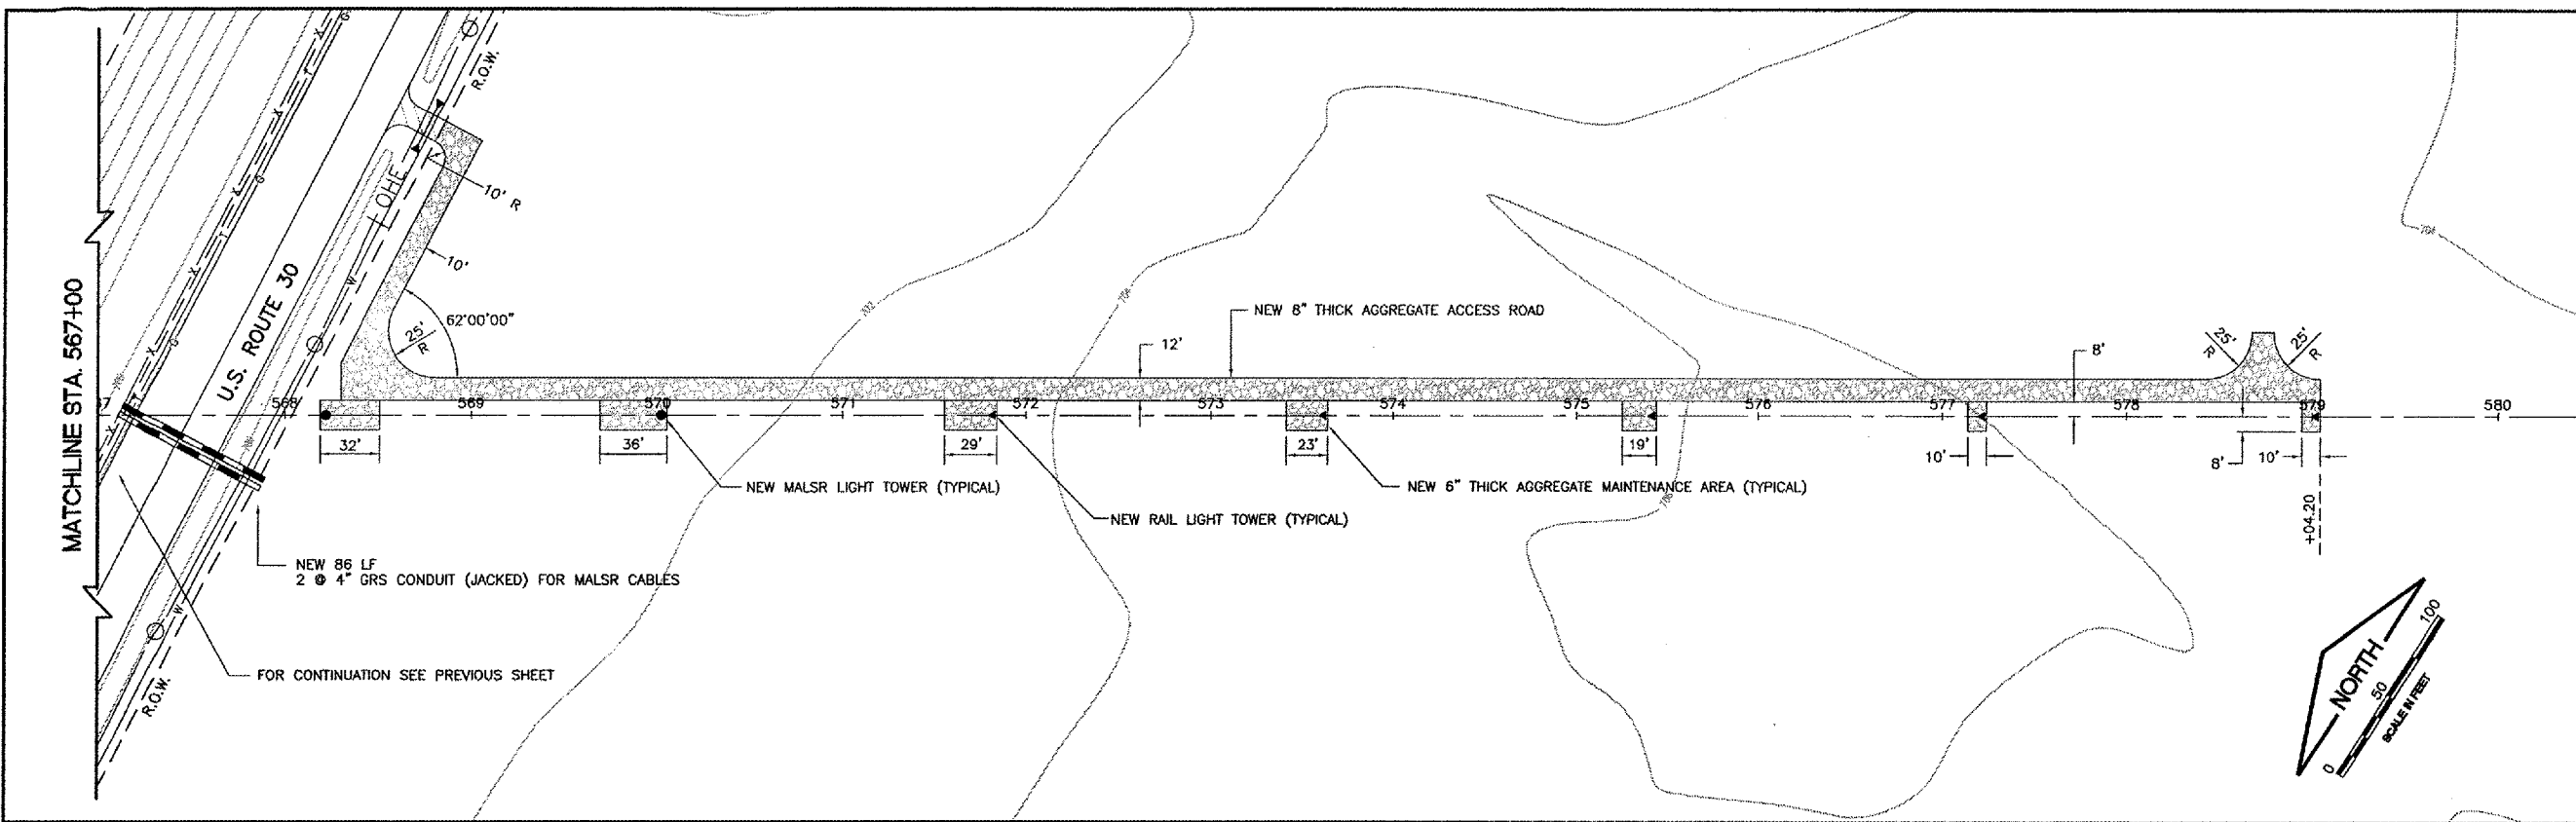 MATCHLINE STA. 567+00
U.S. ROUTE 30
R.O.W.
OHE
10' R
10'
62°00'00"
25'
R
NEW 8" THICK AGGREGATE ACCESS ROAD
12'
8'
25'
R
25'
R
568
569
570
571
572
573
574
575
576
577
578
579
580
32'
36'
29'
23'
19'
10'
8'
10'
+04.20
NEW MALSR LIGHT TOWER (TYPICAL)
NEW RAIL LIGHT TOWER (TYPICAL)
NEW 6" THICK AGGREGATE MAINTENANCE AREA (TYPICAL)
NEW 86 LF
2 @ 4" GRS CONDUIT (JACKED) FOR MALSR CABLES
FOR CONTINUATION SEE PREVIOUS SHEET
R.O.W.
702
704
706
704
X
T
G
W
NORTH
0
50
100
SCALE IN FEET